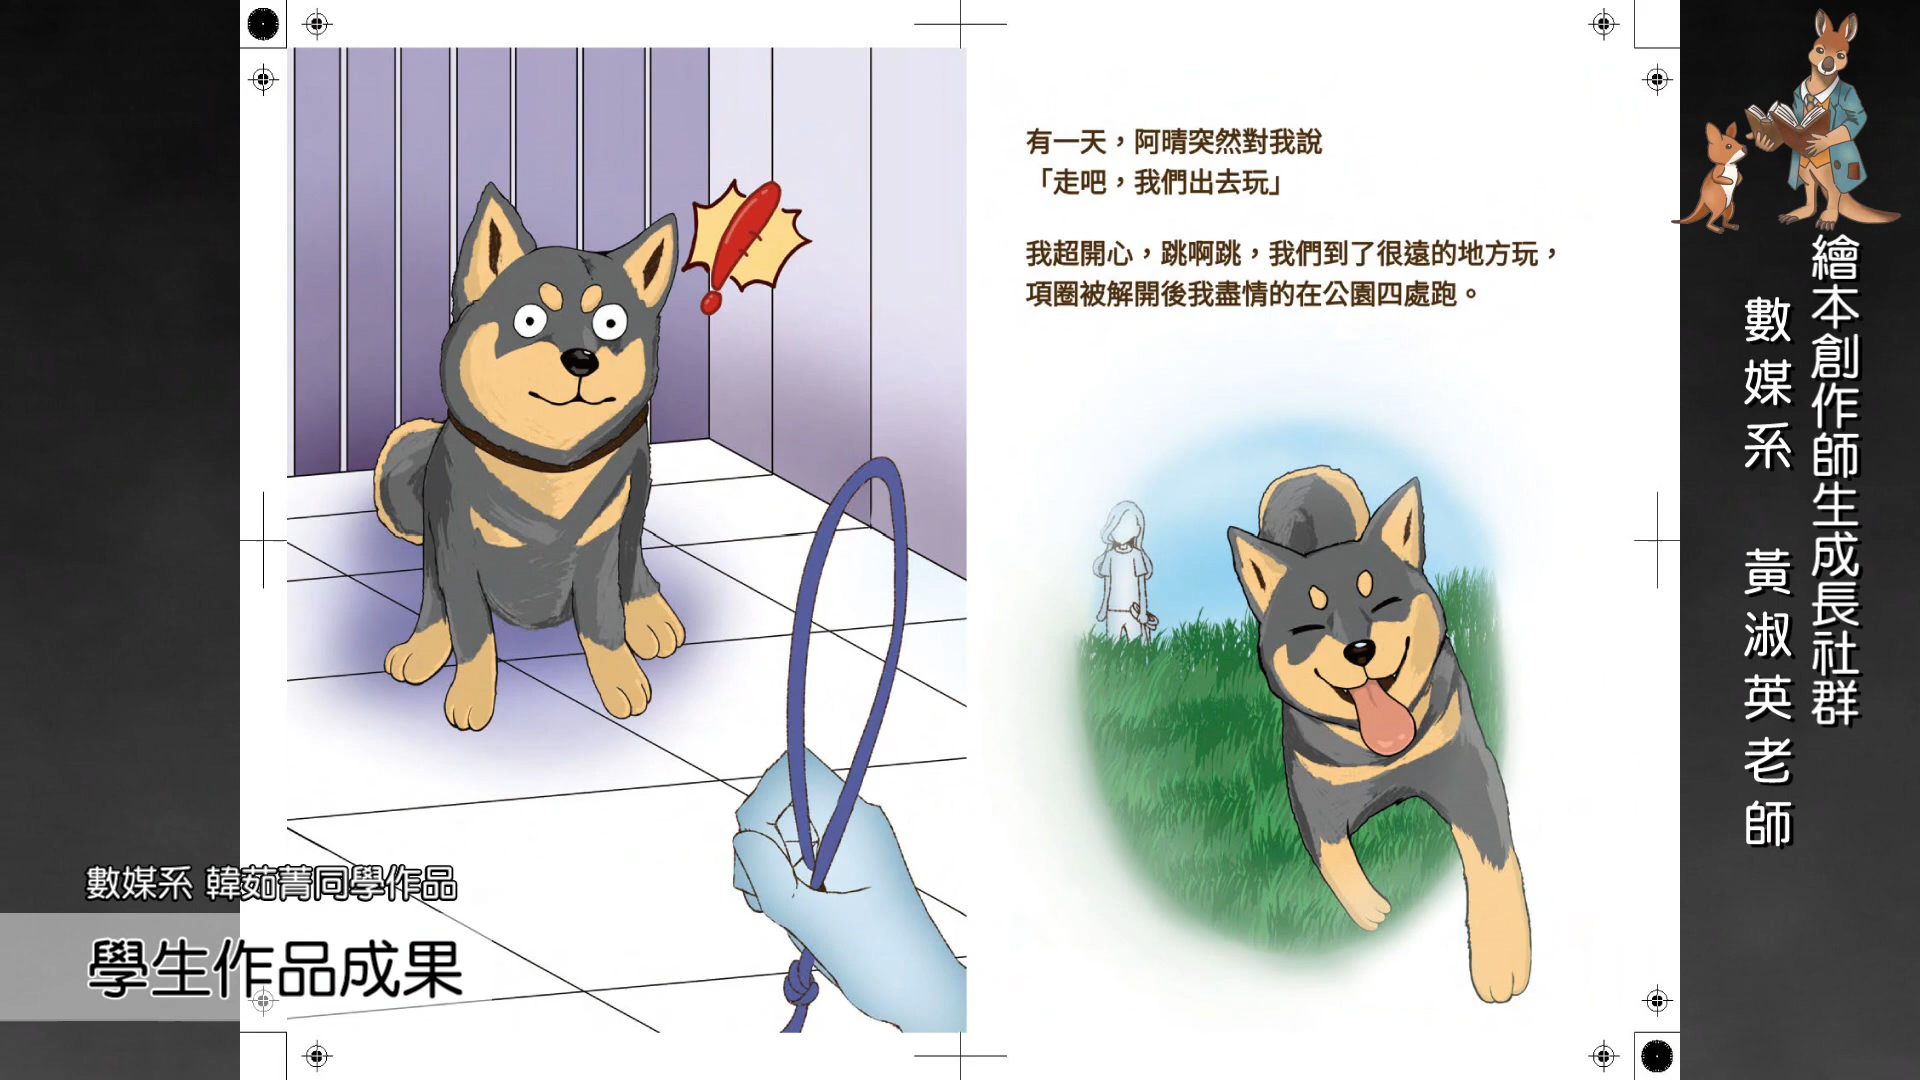 有一天，阿晴突然對我說
「走吧，我們出去玩」
我超開心，跳啊跳，我們到了很遠的地方玩，
項圈被解開後我盡情的在公園四處跑。
繪本創作師生成長社群
數媒系 黃淑英老師
數媒系 韓茹菁同學作品
學生作品成果